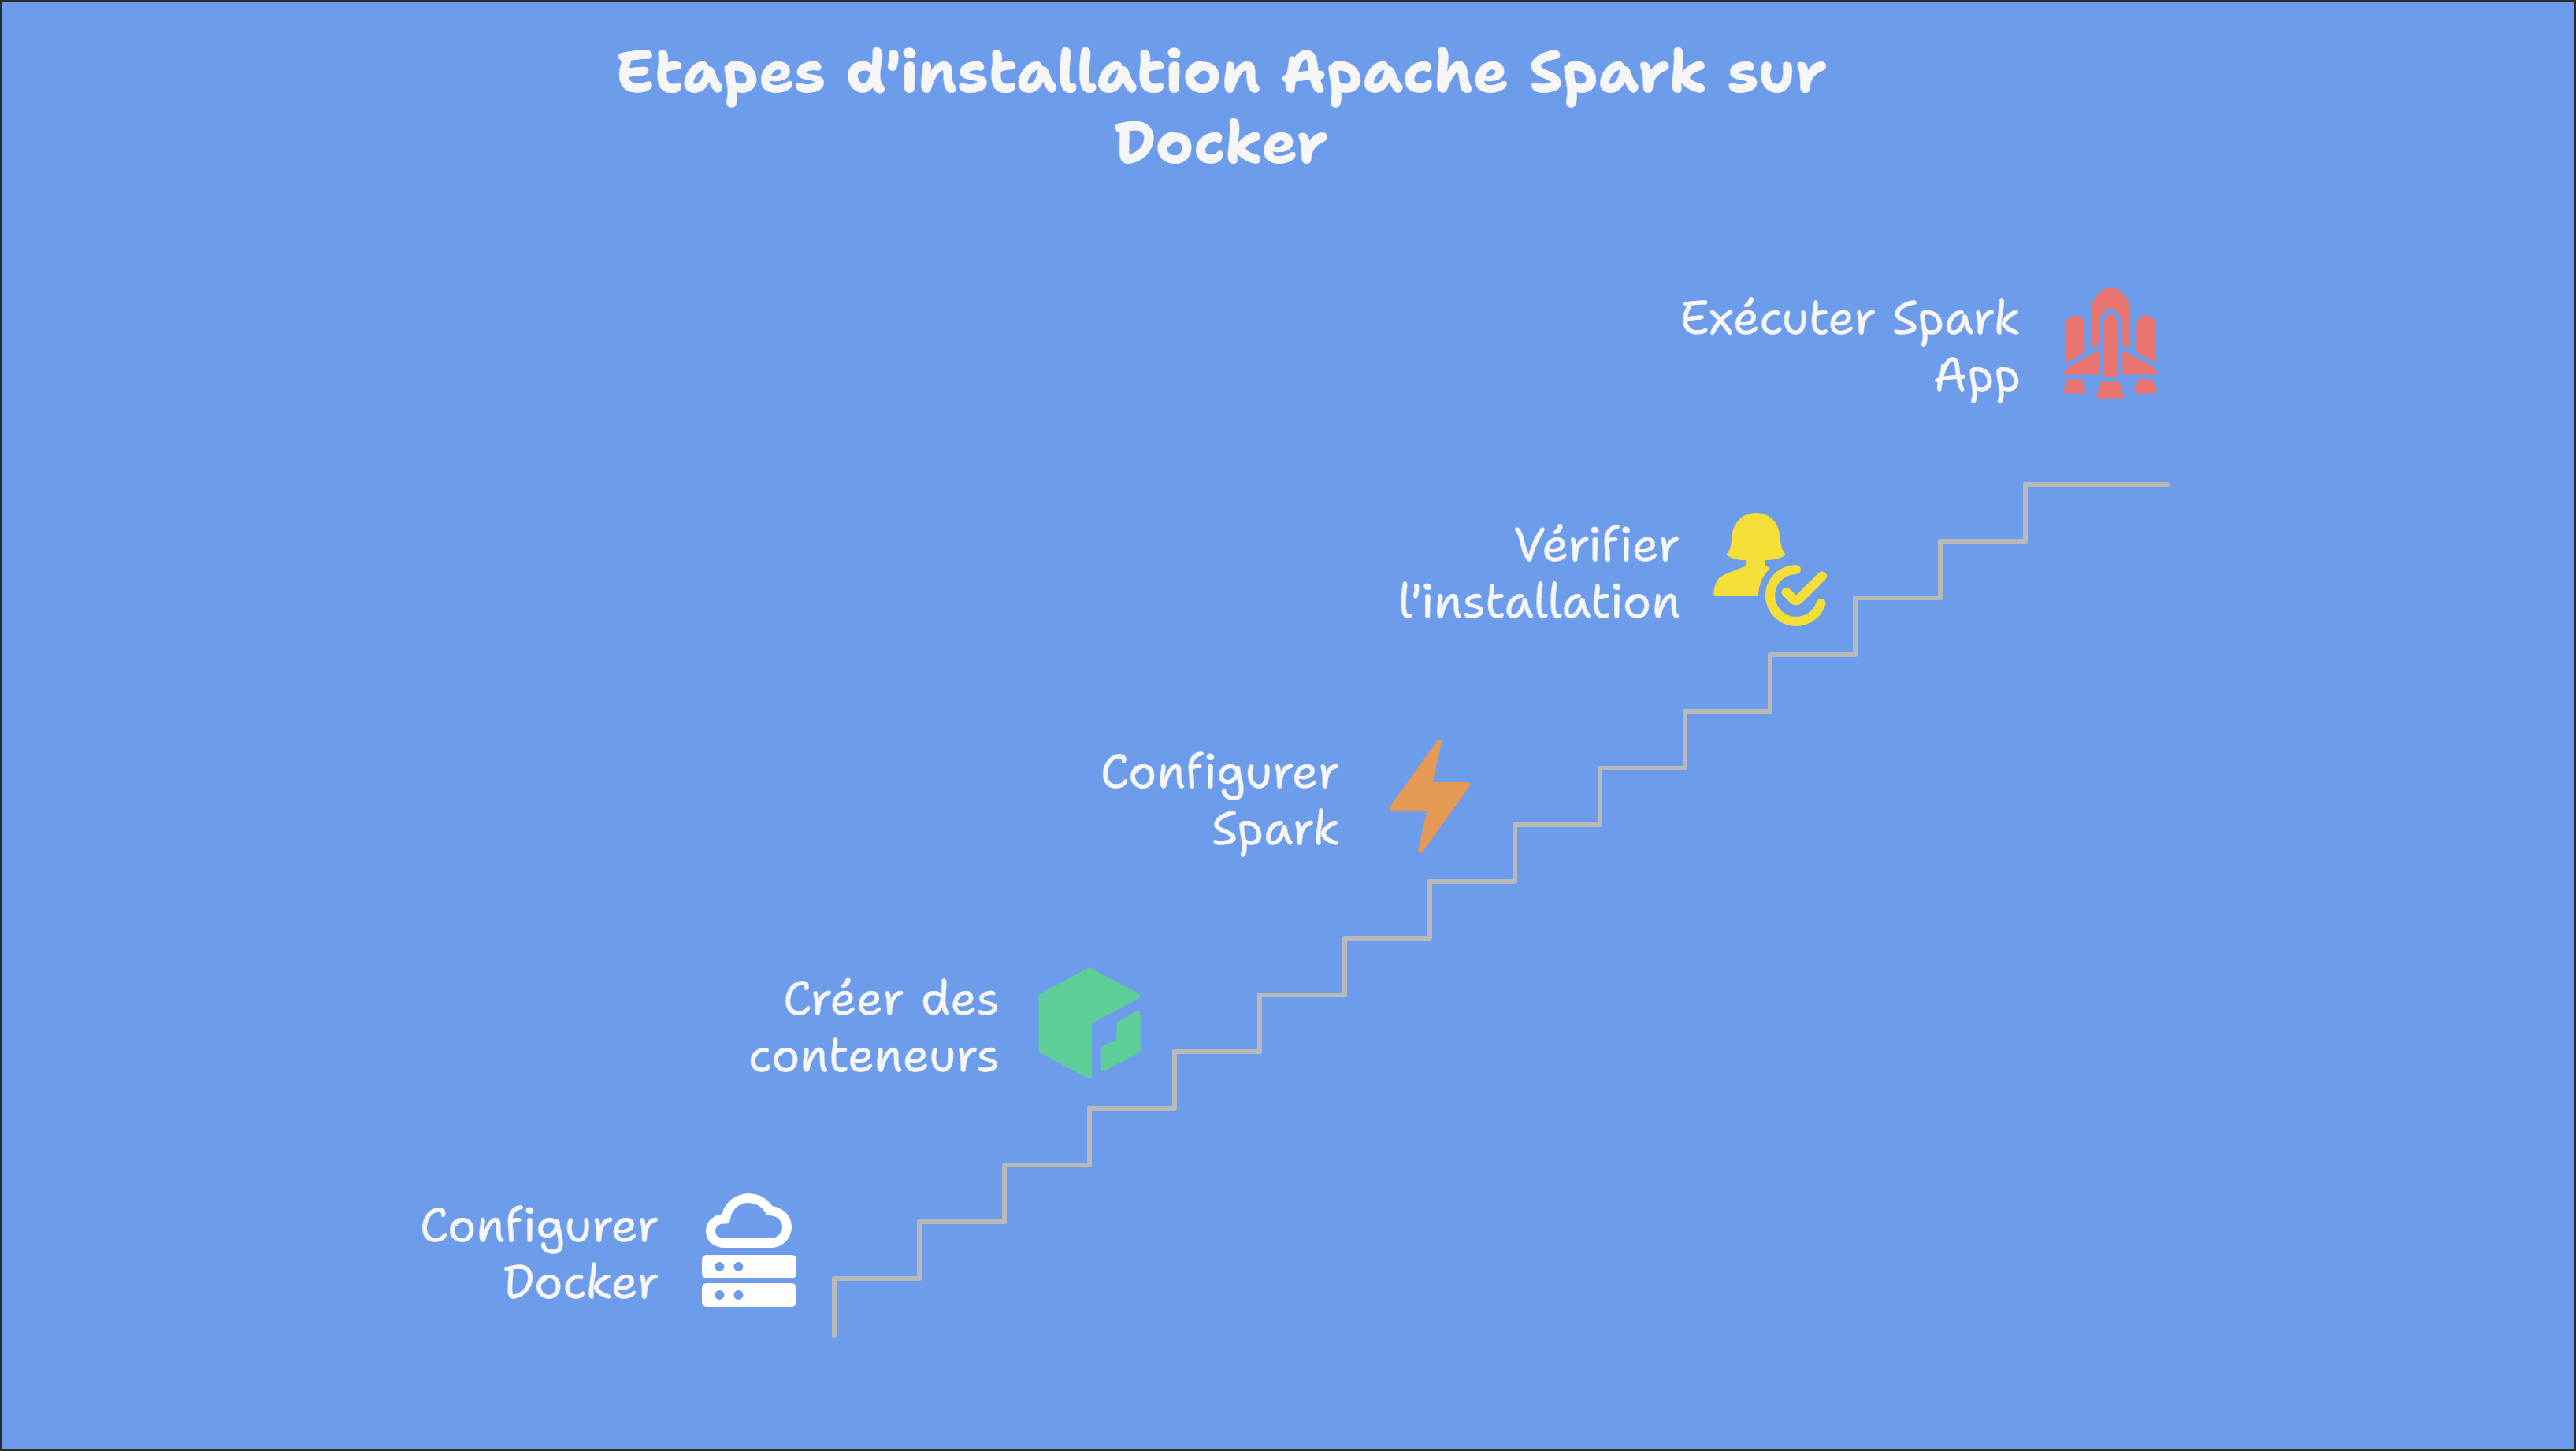 Etapes d'installation Apache Spark sur
Docker
Exécuter Spark
App
Vérifier
l'installation
Configurer
Spark
Créer des
conteneurs
Configurer
Docker